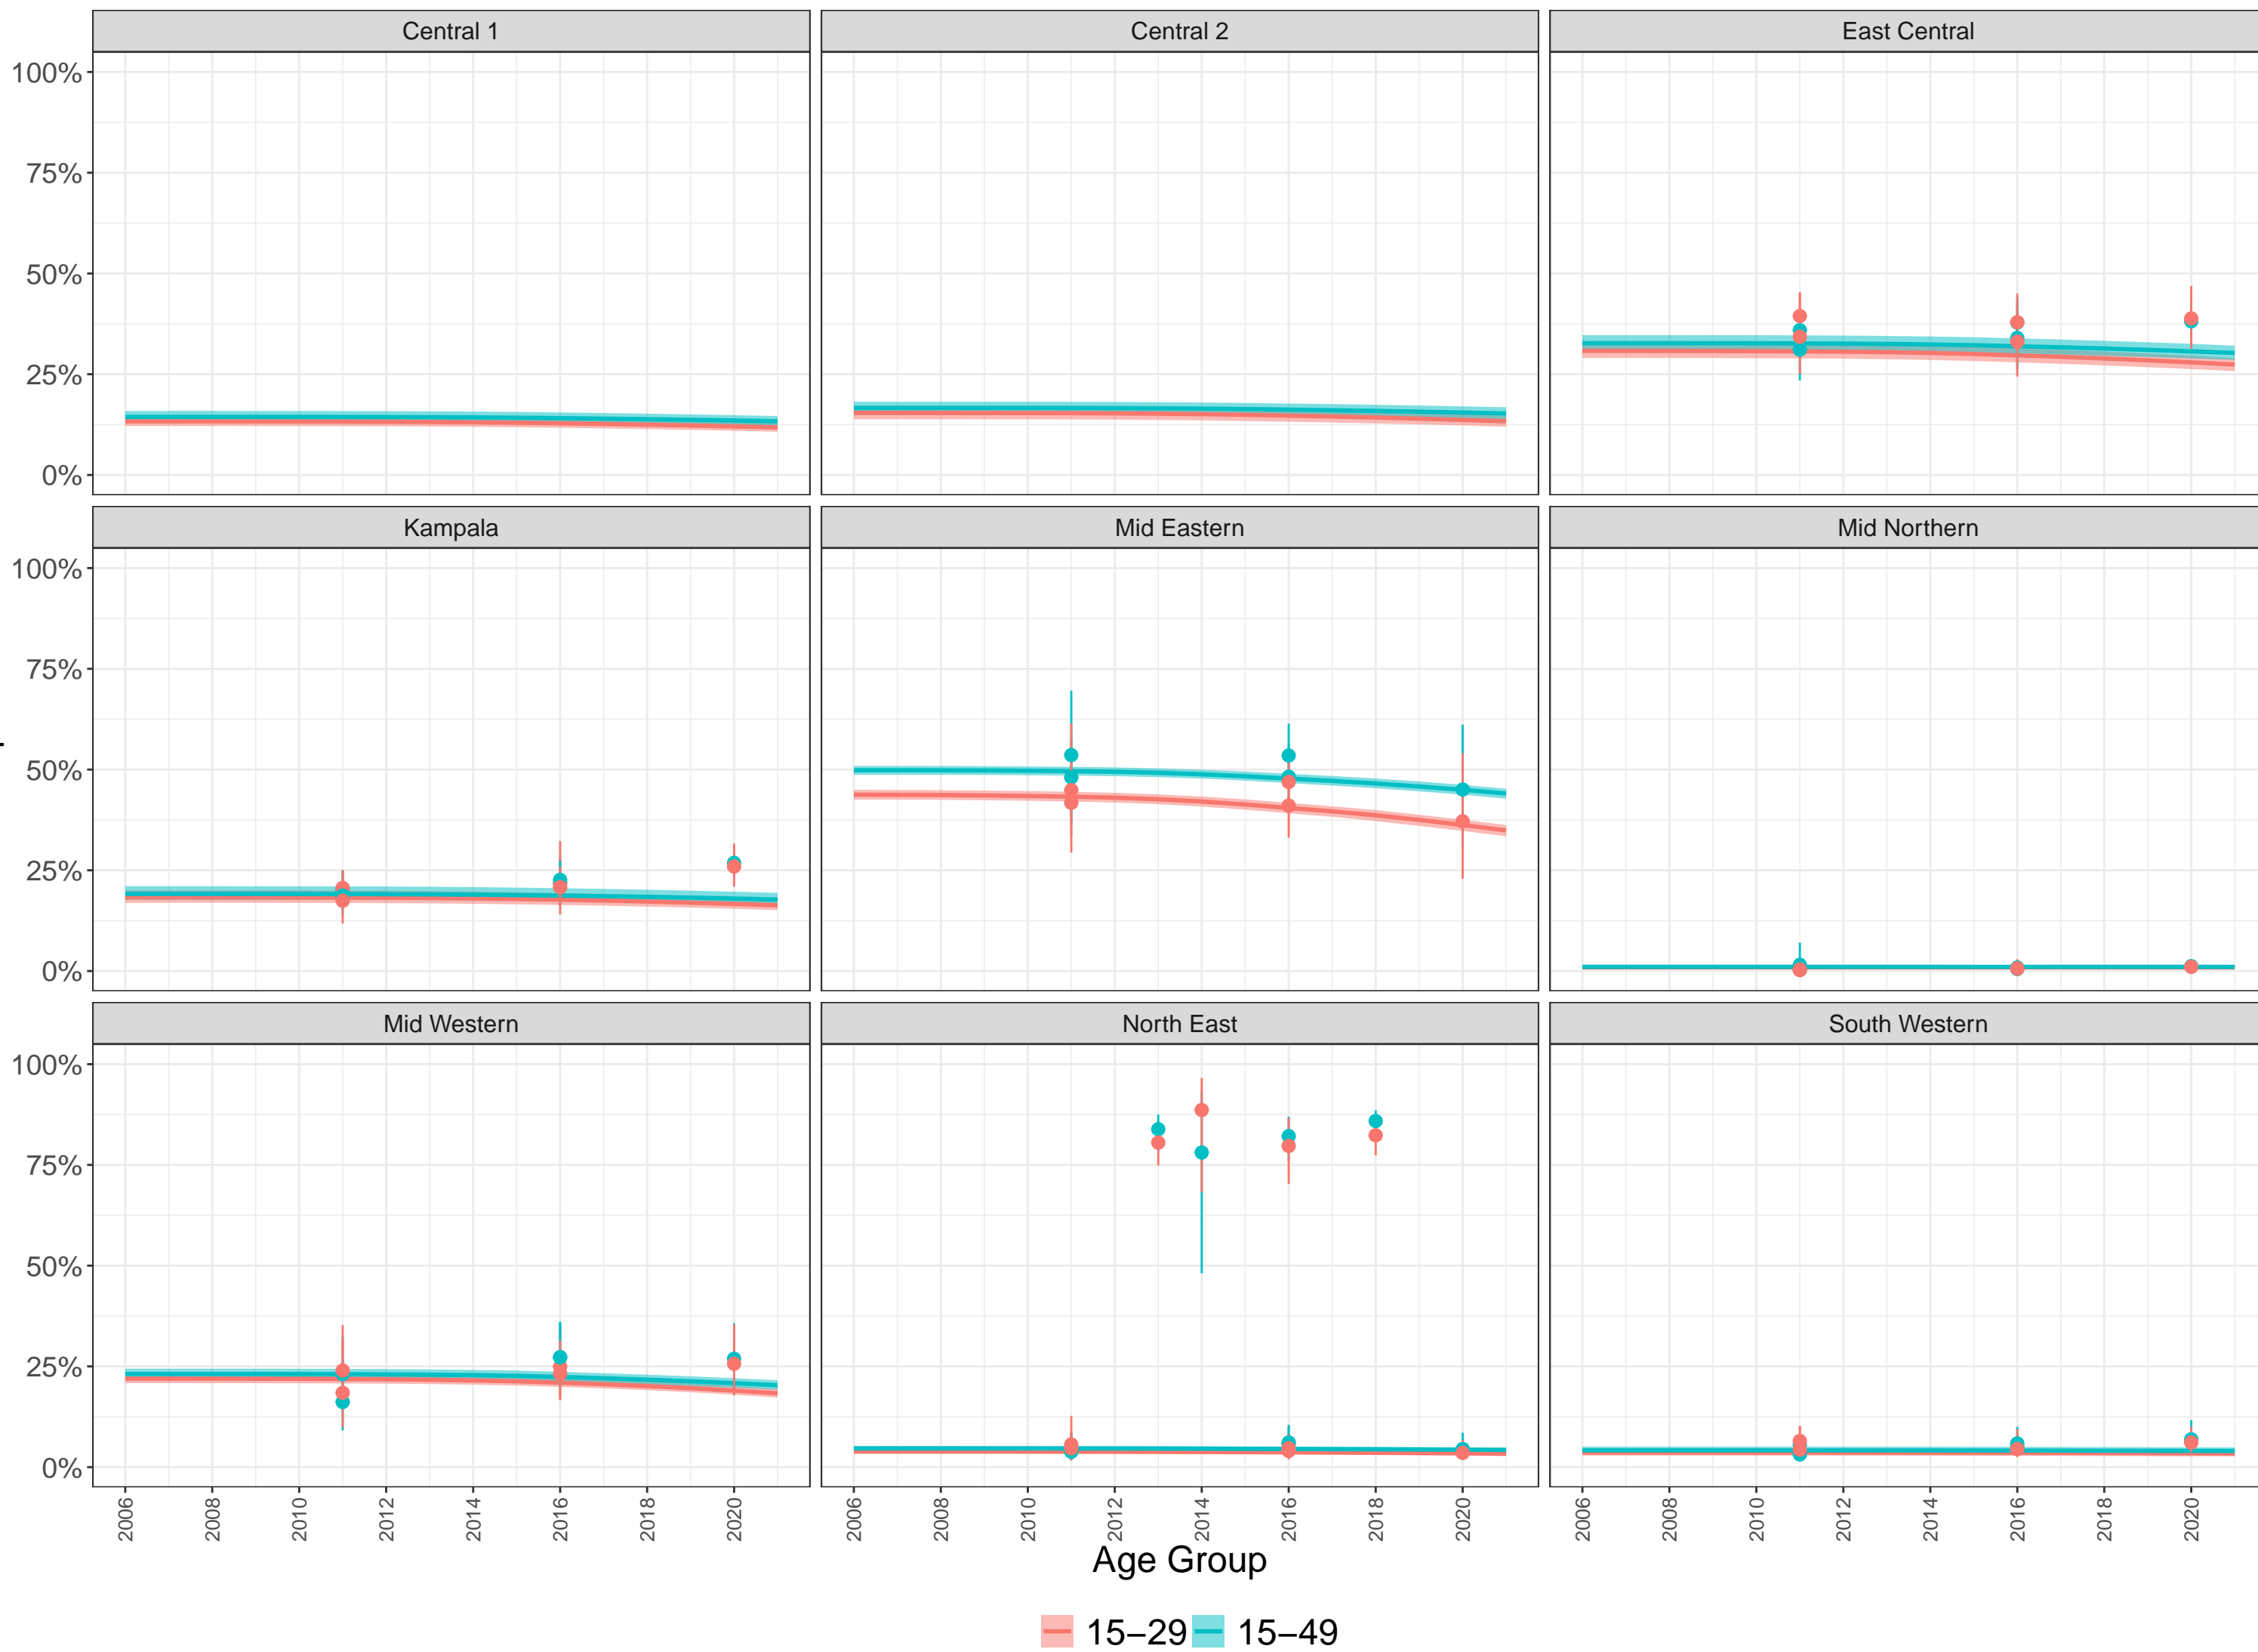 Central 1
Central 2
East Central
100%
75%
50%
25%
0%
Kampala
Mid Eastern
Mid Northern
100%
75%
50%
25%
0%
Mid Western
North East
South Western
100%
75%
50%
25%
0%
2006 2008 2010 2012 2014 2016 2018 2020
2006 2008 2010 2012 2014 2016 2018 2020
2006 2008 2010 2012 2014 2016 2018 2020
Age Group
15–29 15–49